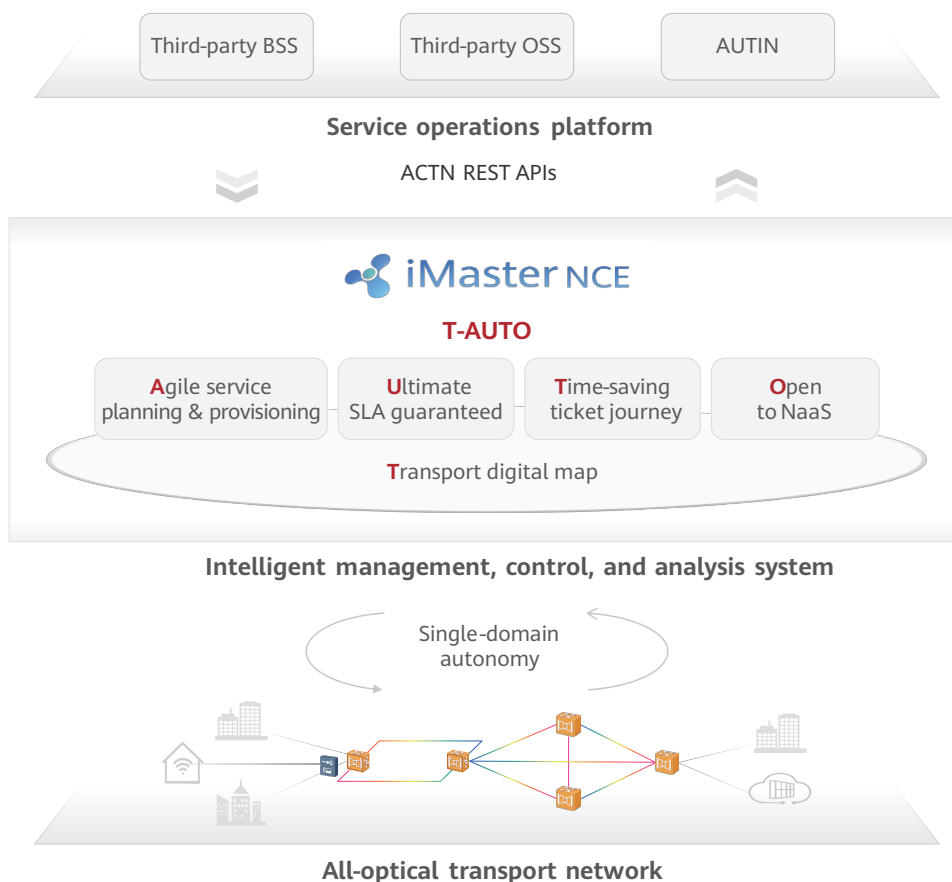 Third-party BSS
Third-party OSS
AUTIN
Service operations platform
ACTN REST APIs
iMaster NCE
T-AUTO
Agile service
planning & provisioning
Ultimate
SLA guaranteed
Time-saving
ticket journey
Open
to NaaS
Transport digital map
Intelligent management, control, and analysis system
Single-domain
autonomy
All-optical transport network